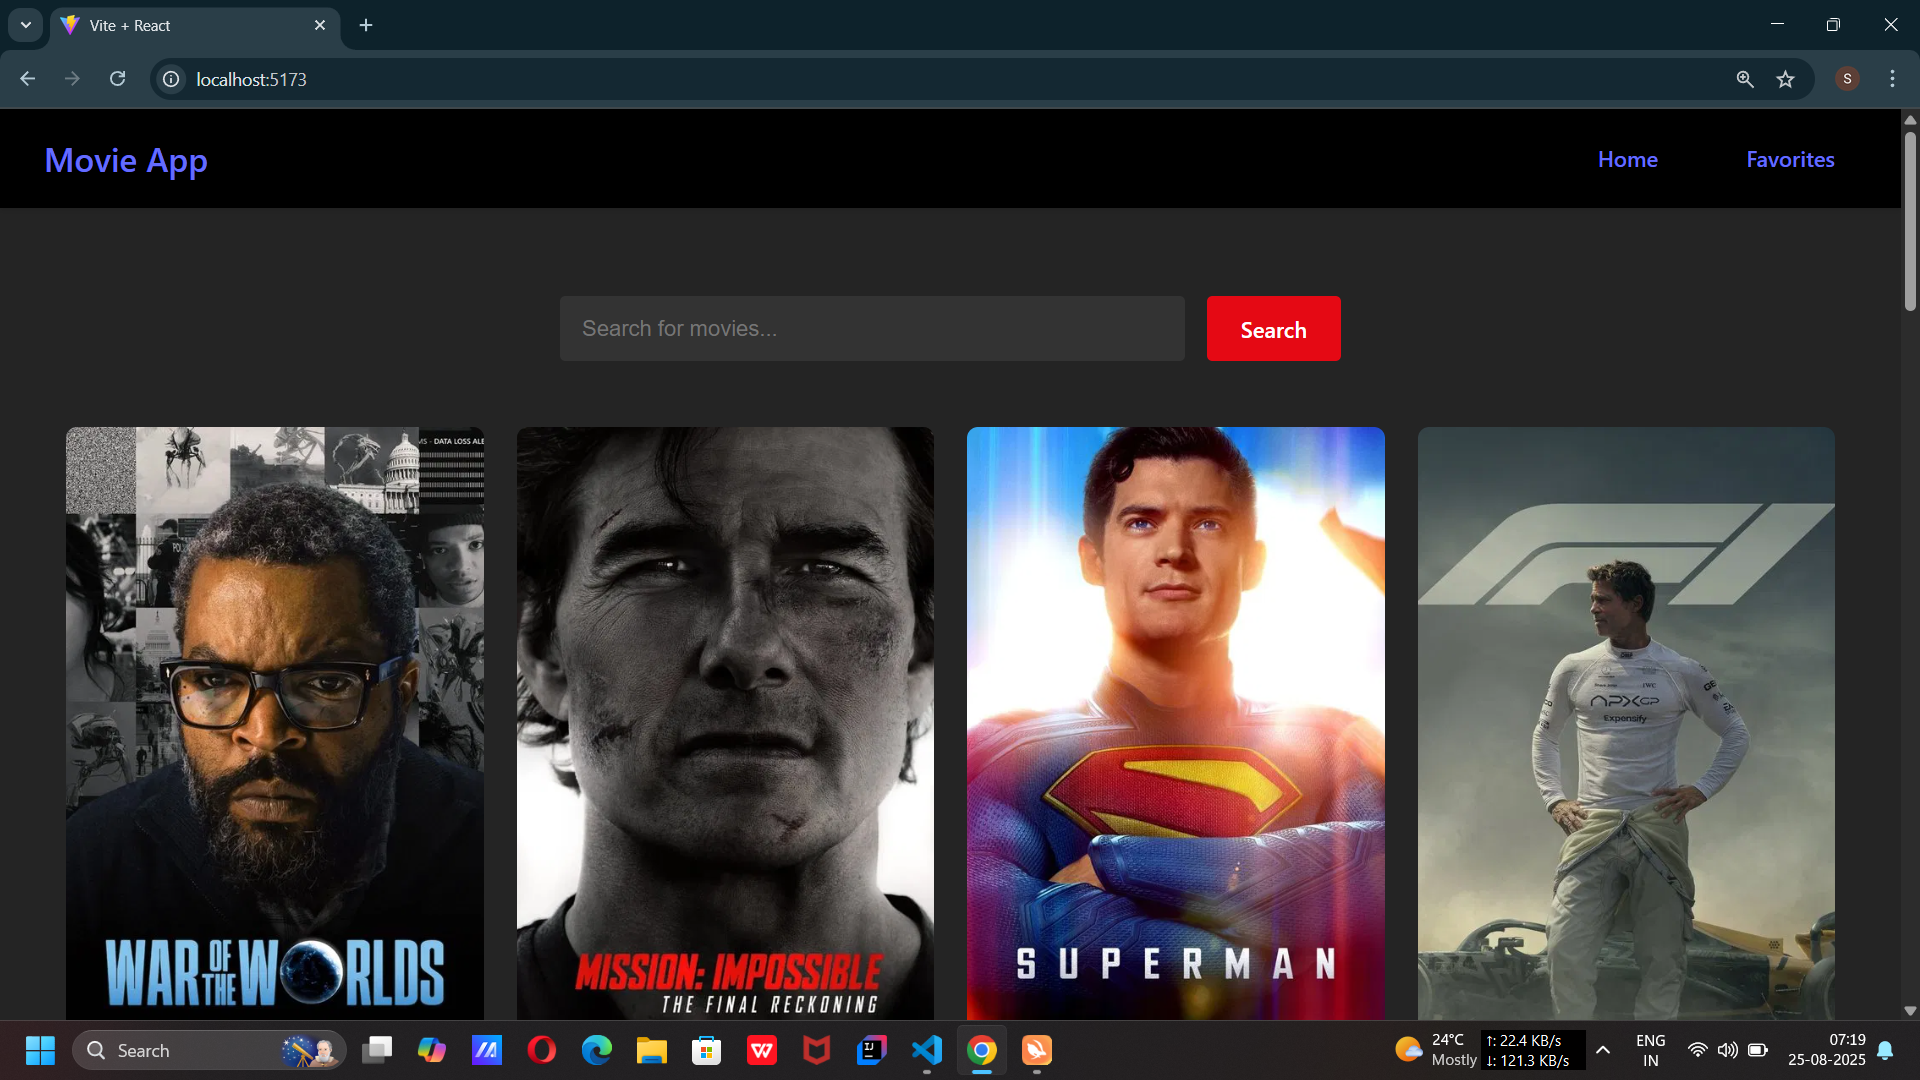 Vite + React
localhost:5173
S
Movie App
Home
Favorites
Search for movies...
Search
DATA LOSS ALE
WAR OF THE WORLDS
MISSION: IMPOSSIBLE
THE FINAL RECKONING
SUPERMAN
F1
APXGP
Expensify
Search
24°C
Mostly
↑: 22.4 KB/s
↓: 121.3 KB/s
ENG
IN
07:19
25-08-2025